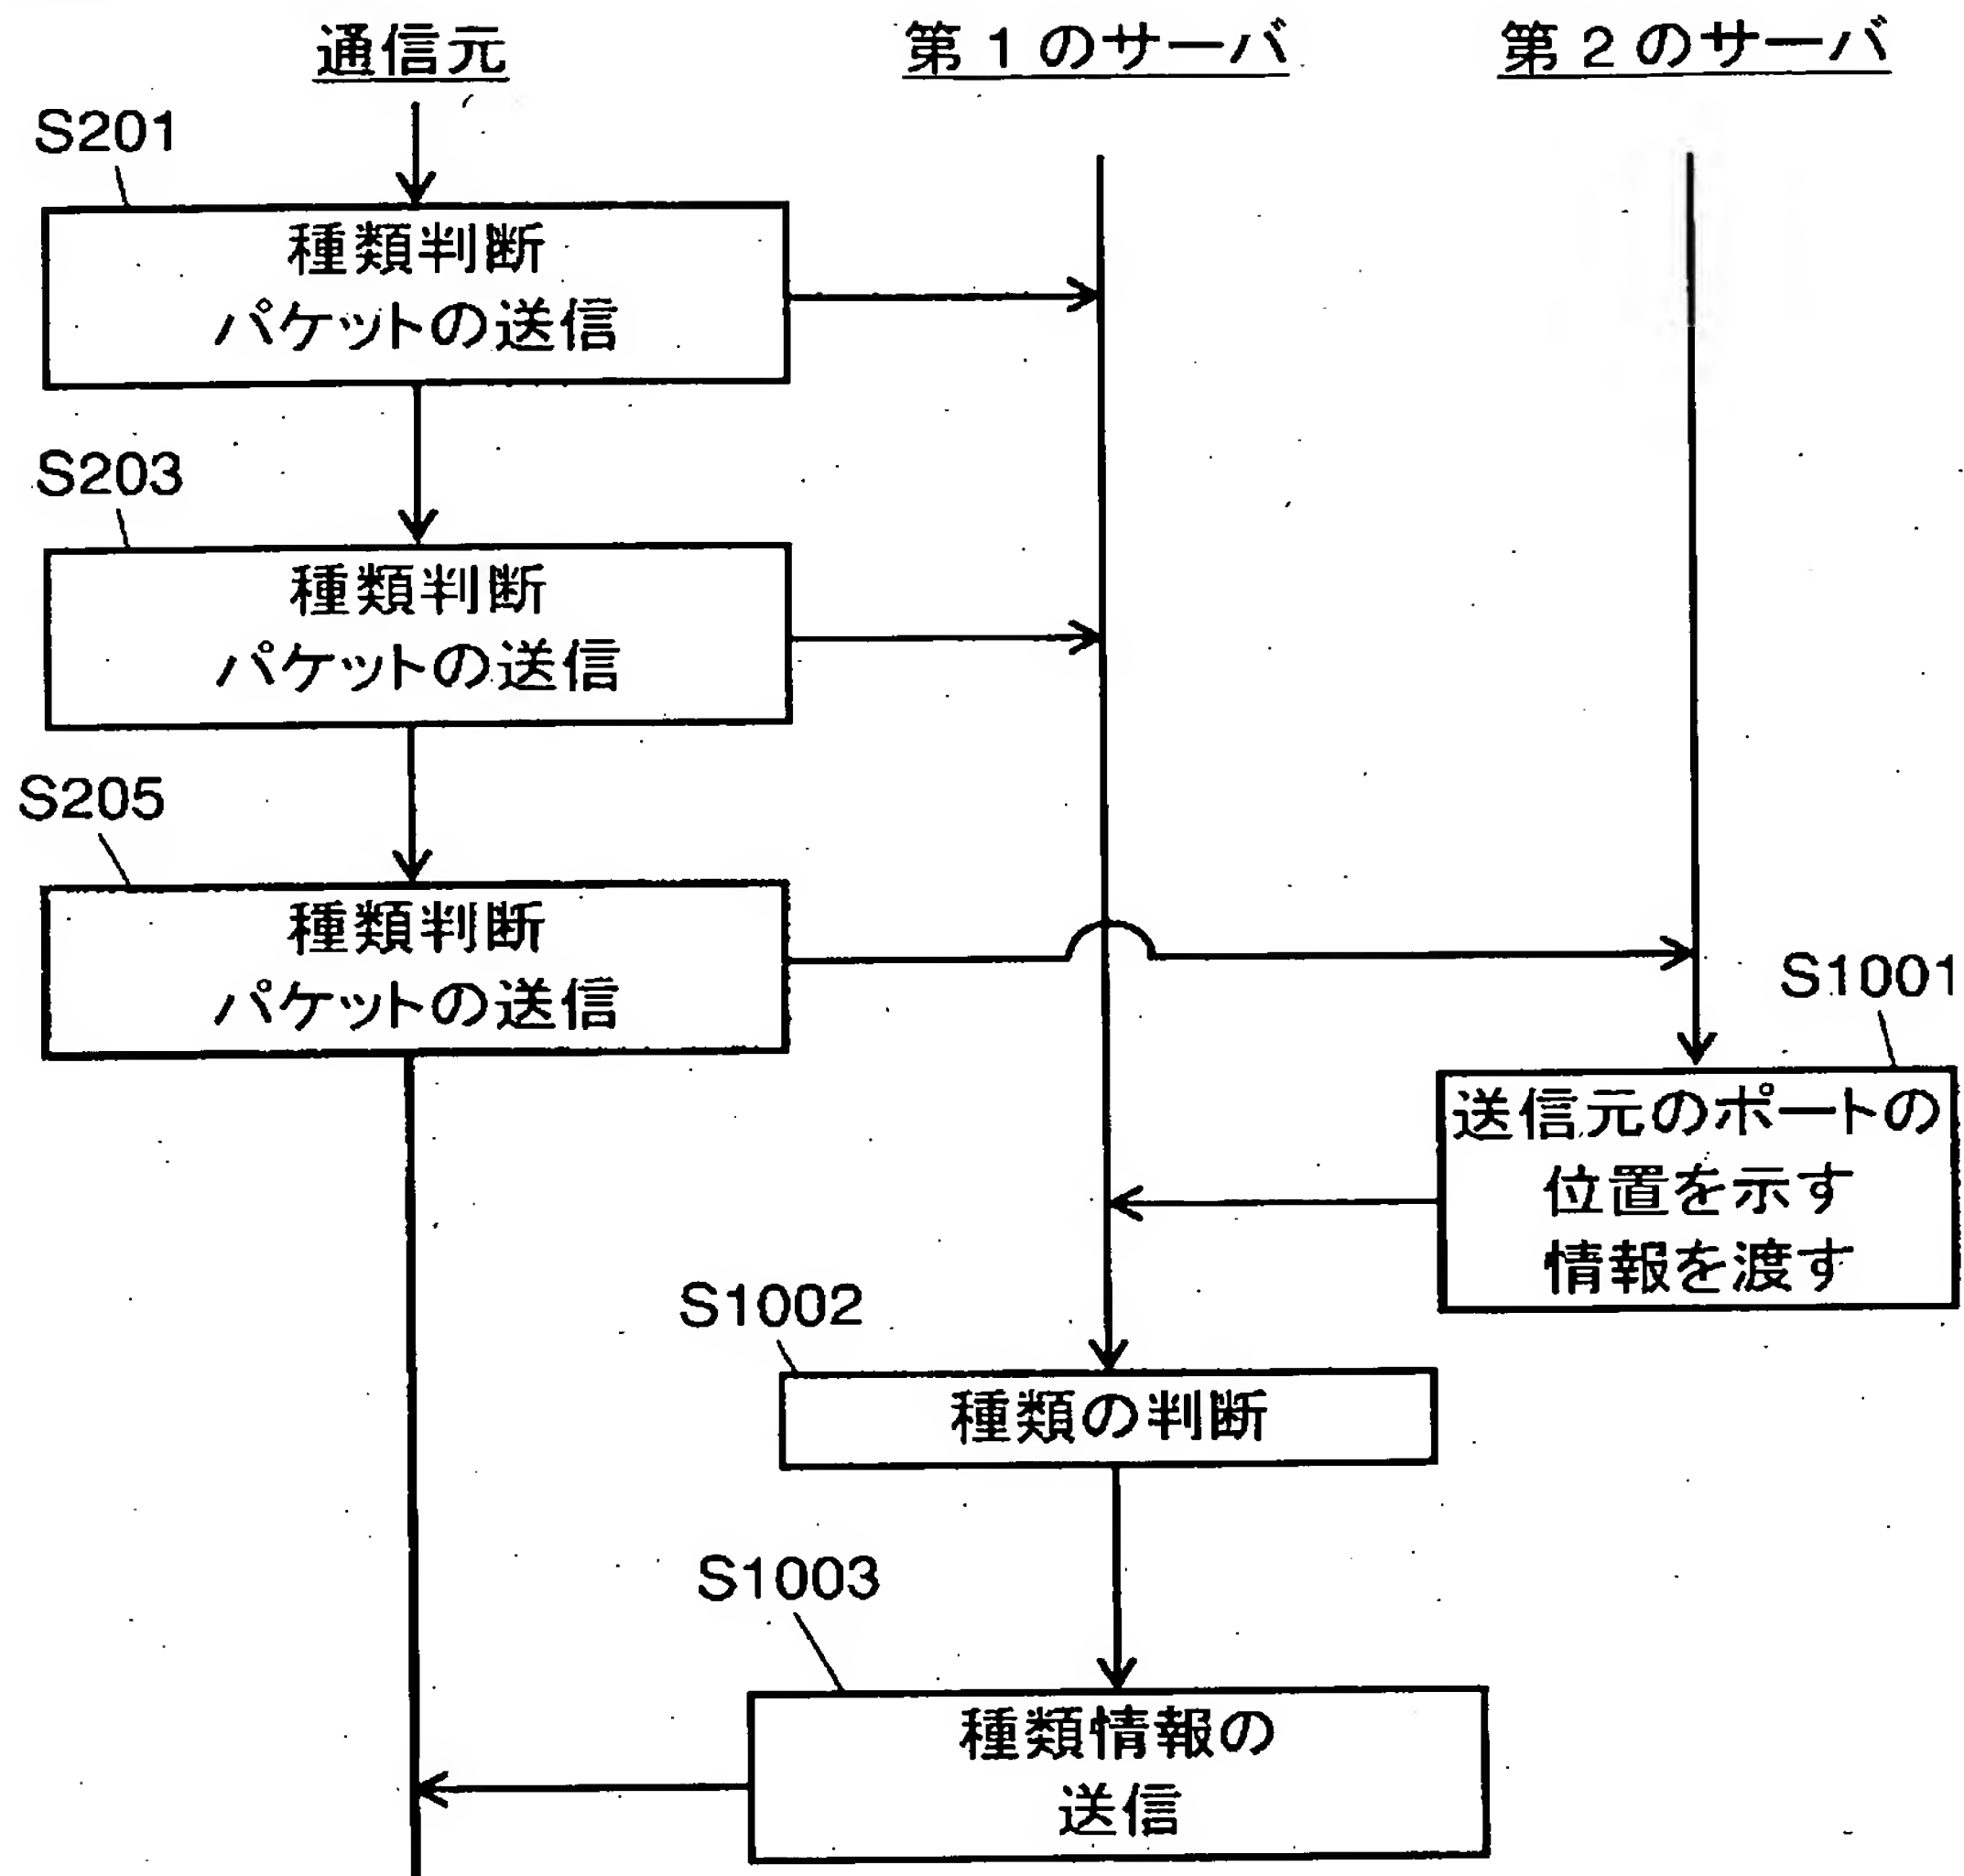 通信元
第1のサーバ
第2のサーバ
S201
種類判断
パケットの送信
S203
種類判断
パケットの送信
S205
種類判断
パケットの送信
S1001
送信元のポートの
位置を示す
情報を渡す
S1002
種類の判断
S1003
種類情報の
送信